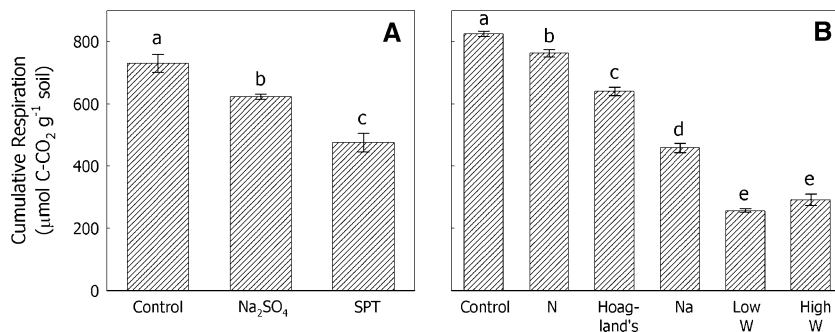 A
B
a
b
c
a
b
c
d
e
e
Cumulative Respiration
(µmol C-CO₂ g⁻¹ soil)
800
600
400
200
0
Control Na₂SO₄ SPT
Control N Hoag- Na Low High
land's W W